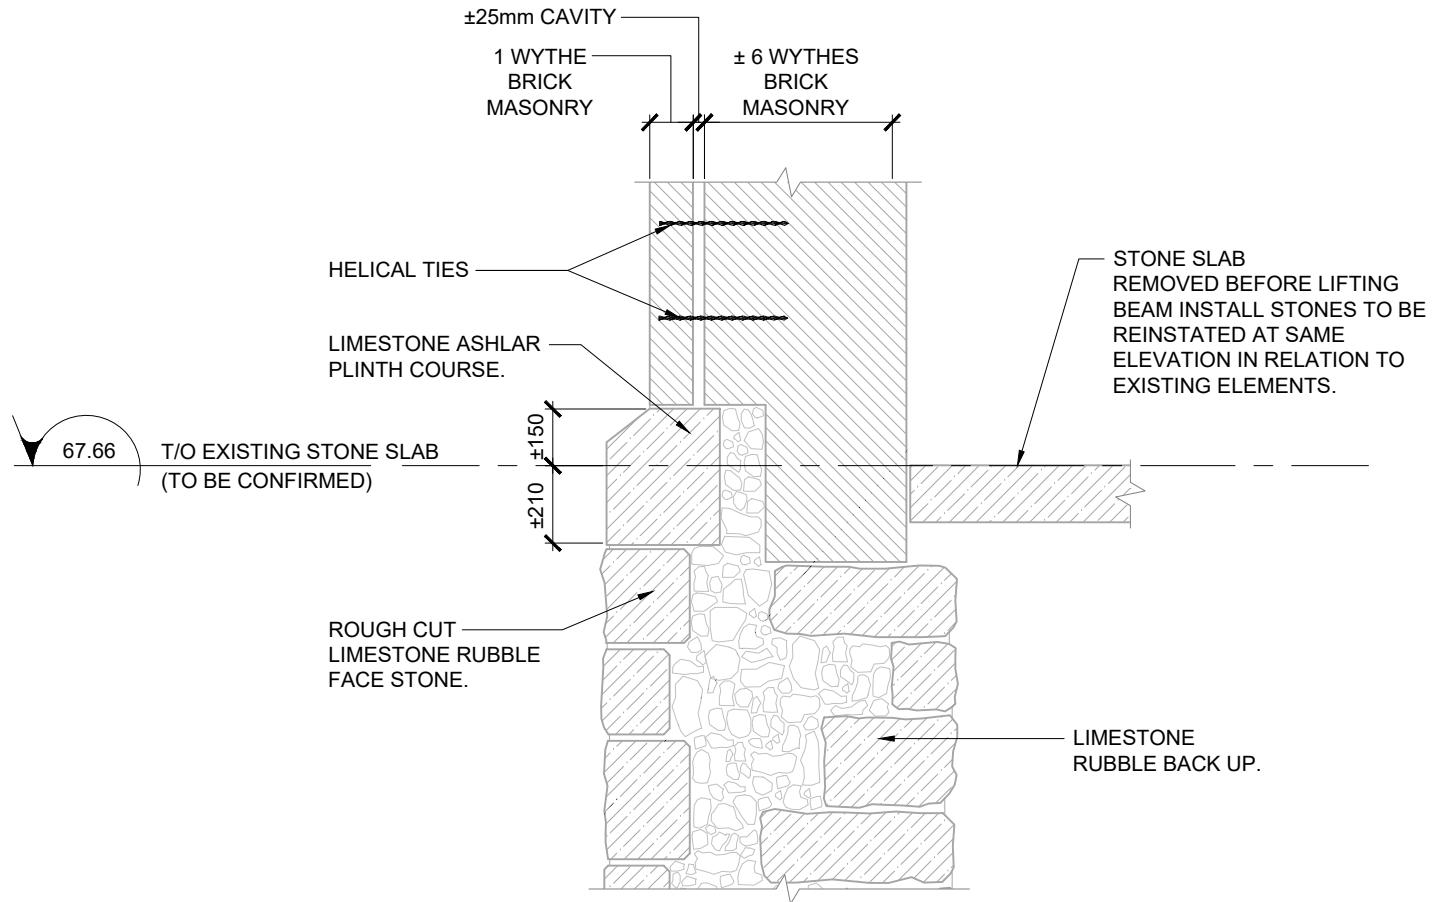 ±25mm CAVITY
1 WYTHE
BRICK
MASONRY
± 6 WYTHES
BRICK
MASONRY
HELICAL TIES
STONE SLAB
REMOVED BEFORE LIFTING
BEAM INSTALL STONES TO BE
REINSTATED AT SAME
ELEVATION IN RELATION TO
EXISTING ELEMENTS.
LIMESTONE ASHLAR
PLINTH COURSE.
±150
67.66
T/O EXISTING STONE SLAB
(TO BE CONFIRMED)
±210
ROUGH CUT
LIMESTONE RUBBLE
FACE STONE.
LIMESTONE
RUBBLE BACK UP.